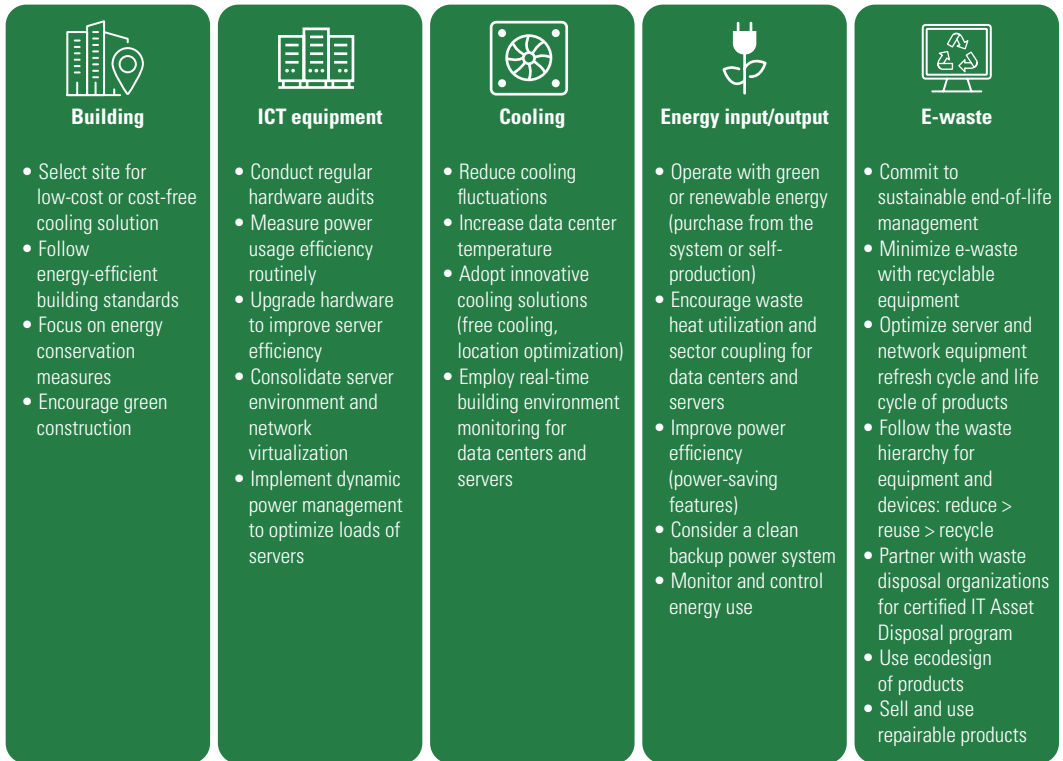 Building
• Select site for
low-cost or cost-free
cooling solution
• Follow
energy-efficient
building standards
• Focus on energy
conservation
measures
• Encourage green
construction
ICT equipment
• Conduct regular
hardware audits
• Measure power
usage efficiency
routinely
• Upgrade hardware
to improve server
efficiency
• Consolidate server
environment and
network
virtualization
• Implement dynamic
power management
to optimize loads of
servers
Cooling
• Reduce cooling
fluctuations
• Increase data center
temperature
• Adopt innovative
cooling solutions
(free cooling,
location optimization)
• Employ real-time
building environment
monitoring for
data centers and
servers
Energy input/output
• Operate with green
or renewable energy
(purchase from the
system or self-
production)
• Encourage waste
heat utilization and
sector coupling for
data centers and
servers
• Improve power
efficiency
(power-saving
features)
• Consider a clean
backup power system
• Monitor and control
energy use
E-waste
• Commit to
sustainable end-of-life
management
• Minimize e-waste
with recyclable
equipment
• Optimize server and
network equipment
refresh cycle and life
cycle of products
• Follow the waste
hierarchy for
equipment and
devices: reduce >
reuse > recycle
• Partner with waste
disposal organizations
for certified IT Asset
Disposal program
• Use ecodesign
of products
• Sell and use
repairable products